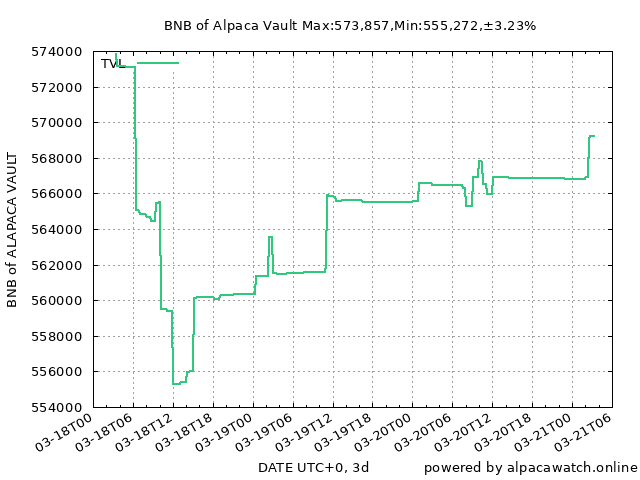 BNB of Alpaca Vault Max:573,857,Min:555,272,±3.23%
574000
TVL
572000
570000
568000
566000
564000
562000
560000
558000
556000
554000
BNB of ALAPACA VAULT
03-18T00
03-18T06
03-18T12
03-18T18
03-19T00
03-19T06
03-19T12
03-19T18
03-20T00
03-20T06
03-20T12
03-20T18
03-21T00
03-21T06
DATE UTC+0, 3d
powered by alpacawatch.online